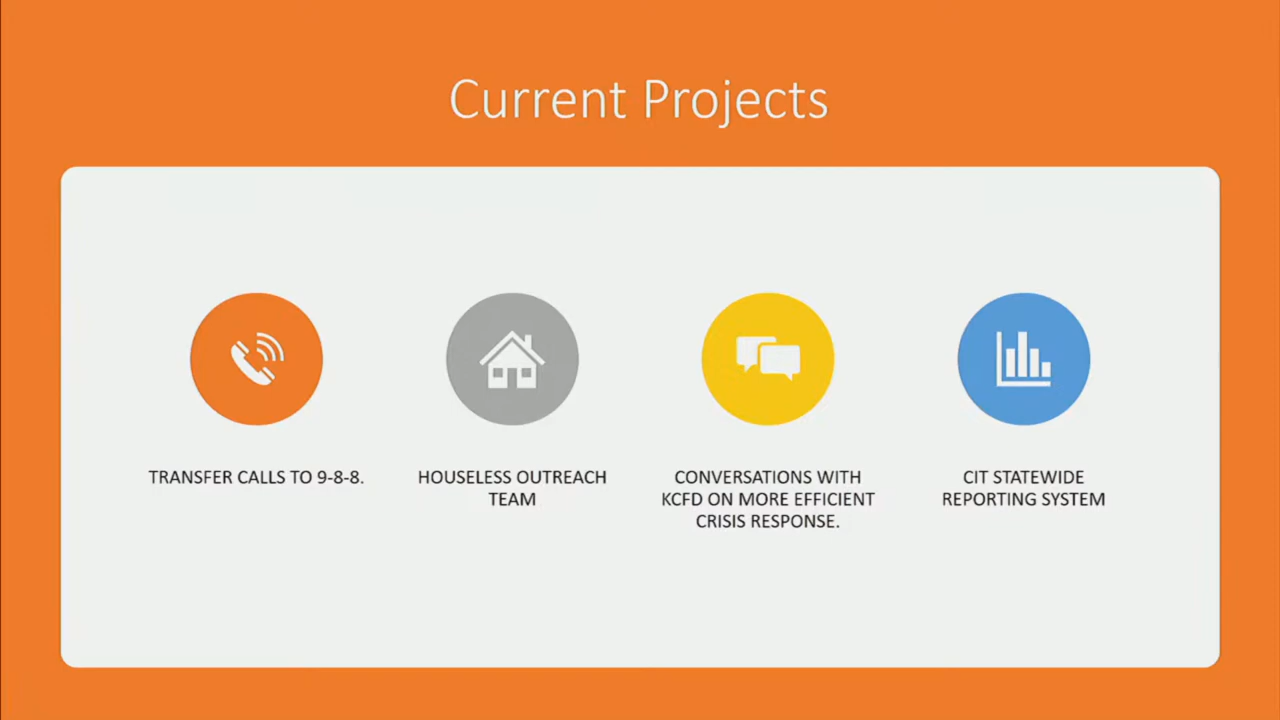 Current Projects
TRANSFER CALLS TO 9-8-8.
HOUSELESS OUTREACH
TEAM
CONVERSATIONS WITH
KCFD ON MORE EFFICIENT
CRISIS RESPONSE.
CIT STATEWIDE
REPORTING SYSTEM